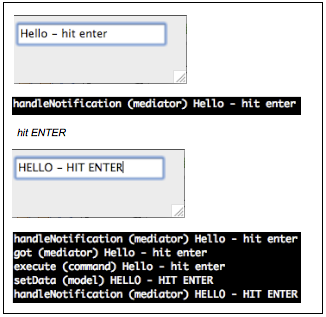 Hello - hit enter
handleNotification (mediator) Hello - hit enter
hit ENTER
HELLO - HIT ENTER
handleNotification (mediator) Hello - hit enter
got (mediator) Hello - hit enter
execute (command) Hello - hit enter
setData (model) HELLO - HIT ENTER
handleNotification (mediator) HELLO - HIT ENTER